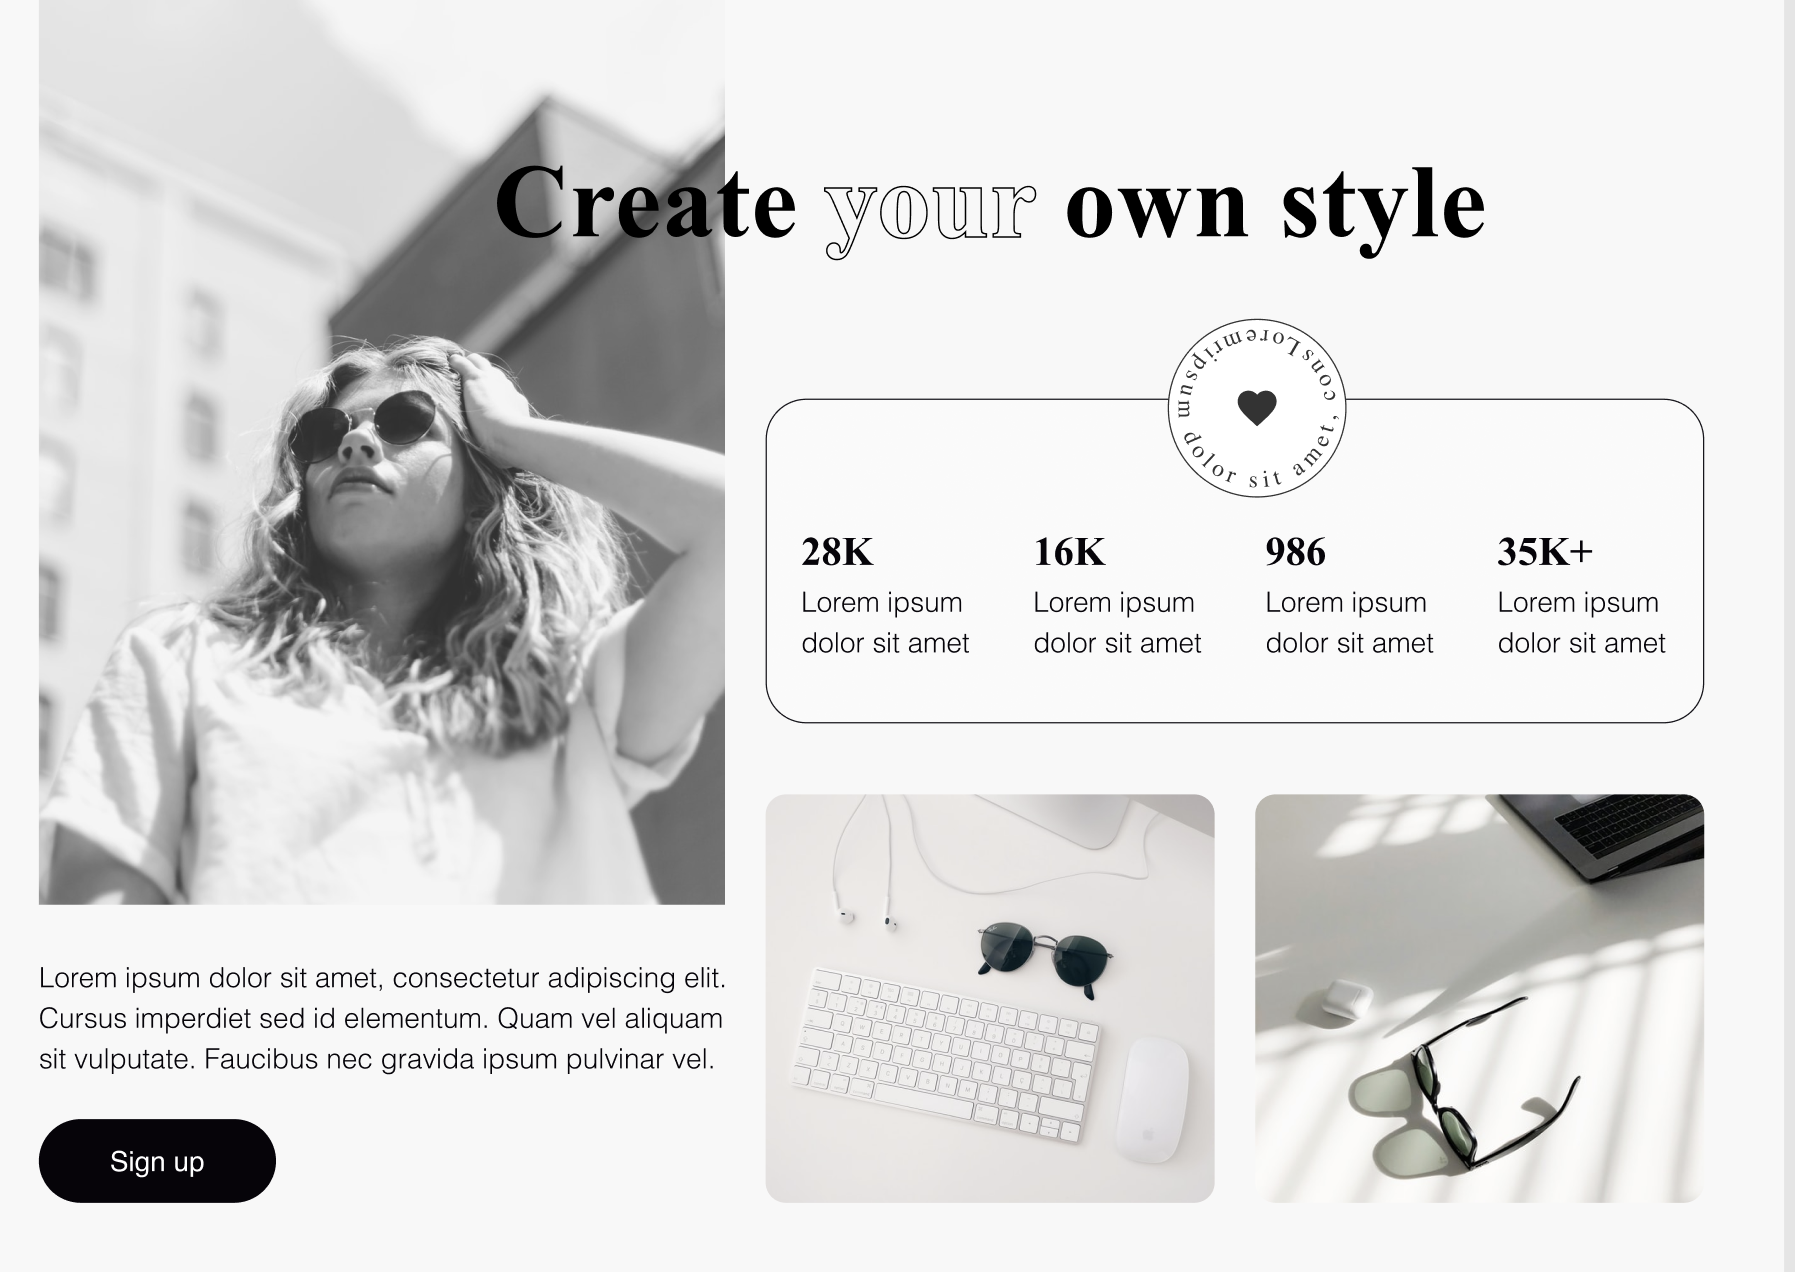 Create your own style
Loremripsum dolor sit amet, cons
28K
Lorem ipsum
dolor sit amet
16K
Lorem ipsum
dolor sit amet
986
Lorem ipsum
dolor sit amet
35K+
Lorem ipsum
dolor sit amet
Lorem ipsum dolor sit amet, consectetur adipiscing elit.
Cursus imperdiet sed id elementum. Quam vel aliquam
sit vulputate. Faucibus nec gravida ipsum pulvinar vel.
Sign up